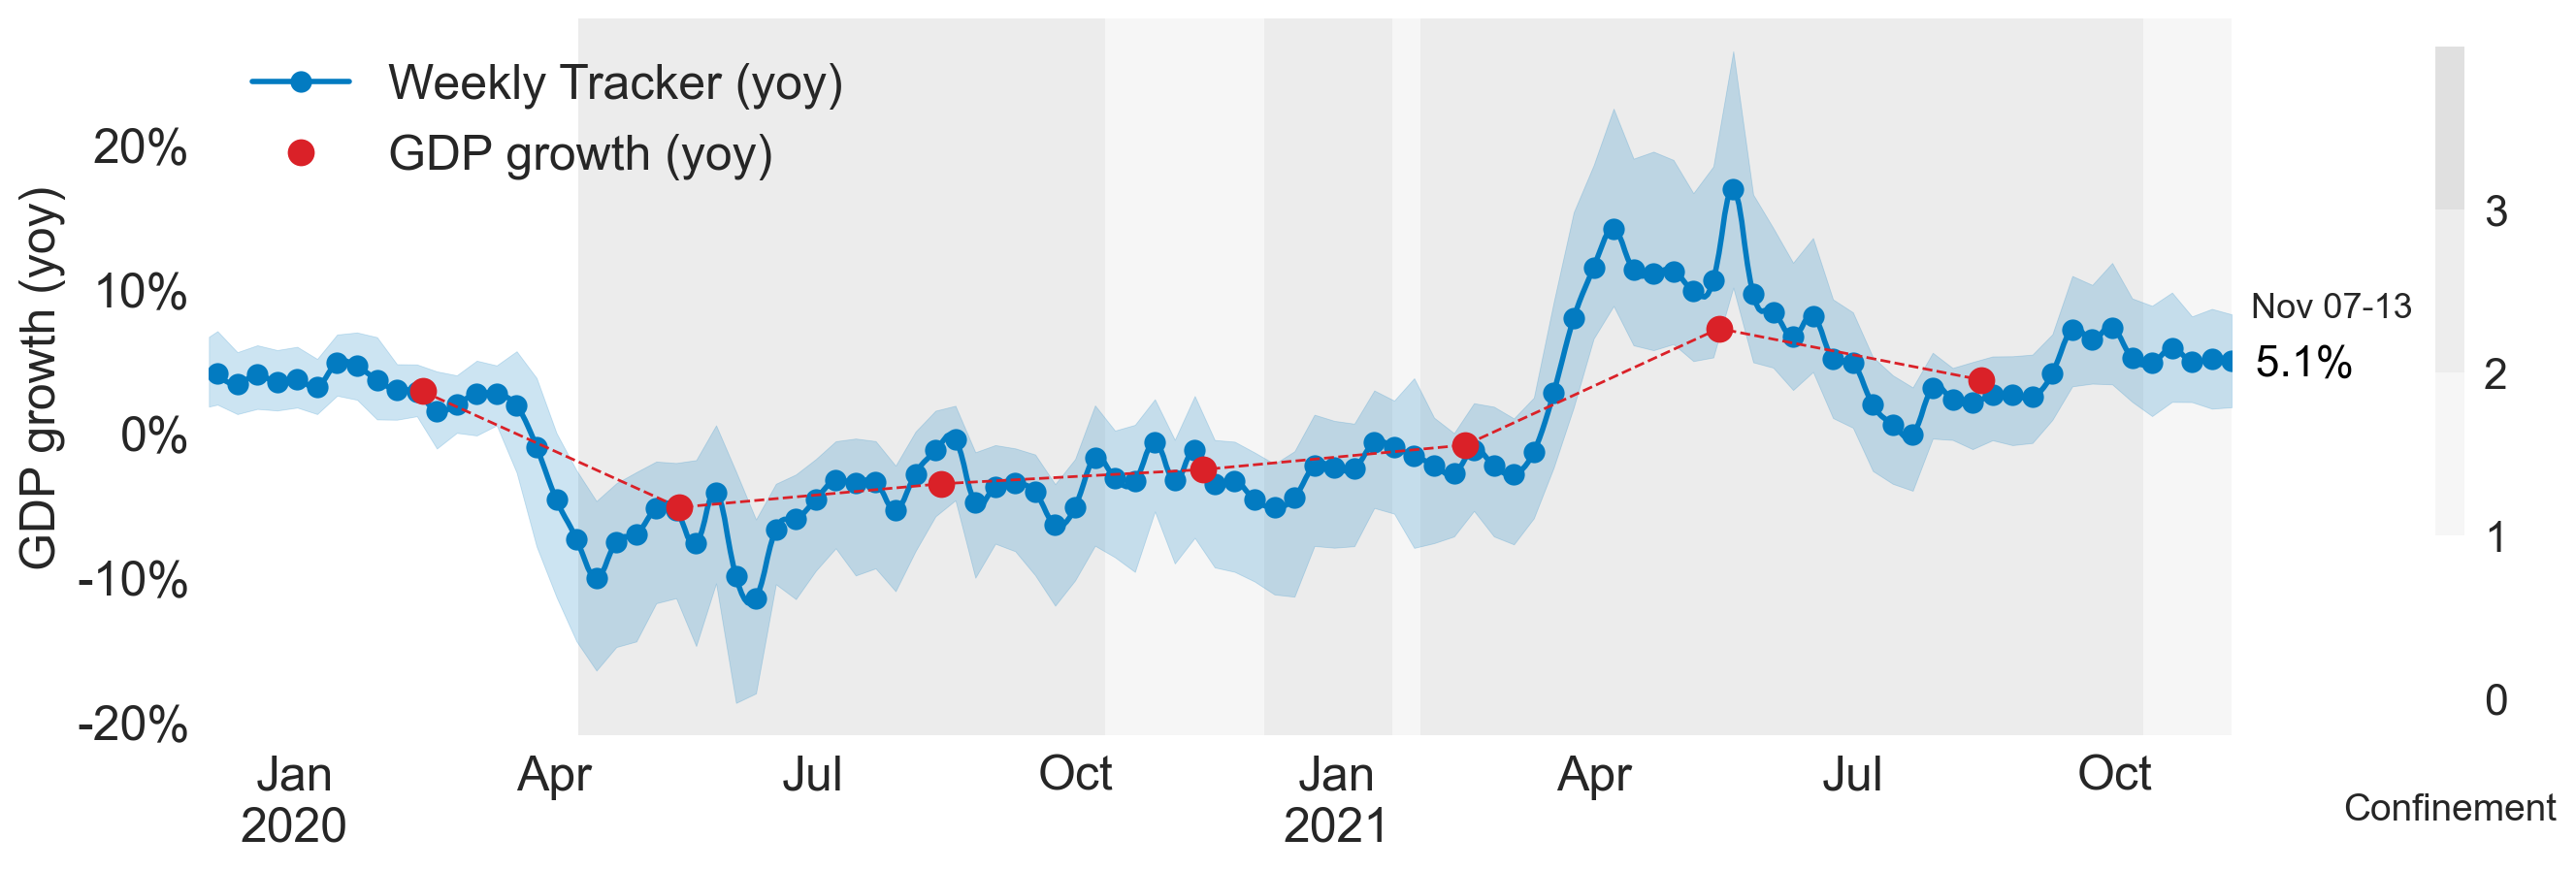 Weekly Tracker (yoy)
GDP growth (yoy)
GDP growth (yoy)
20%
10%
0%
-10%
-20%
Jan
2020
Apr
Jul
Oct
Jan
2021
Apr
Jul
Oct
Nov 07-13
5.1%
3
2
1
0
Confinement